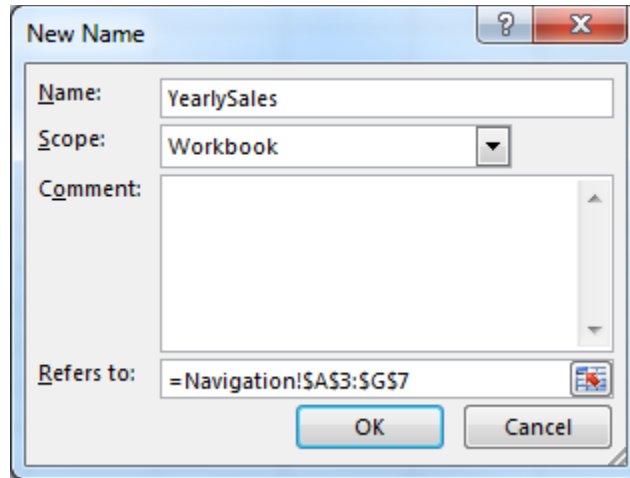 New Name
Name: YearlySales
Scope: Workbook
Comment:
Refers to: =Navigation!$A$3:$G$7
OK Cancel